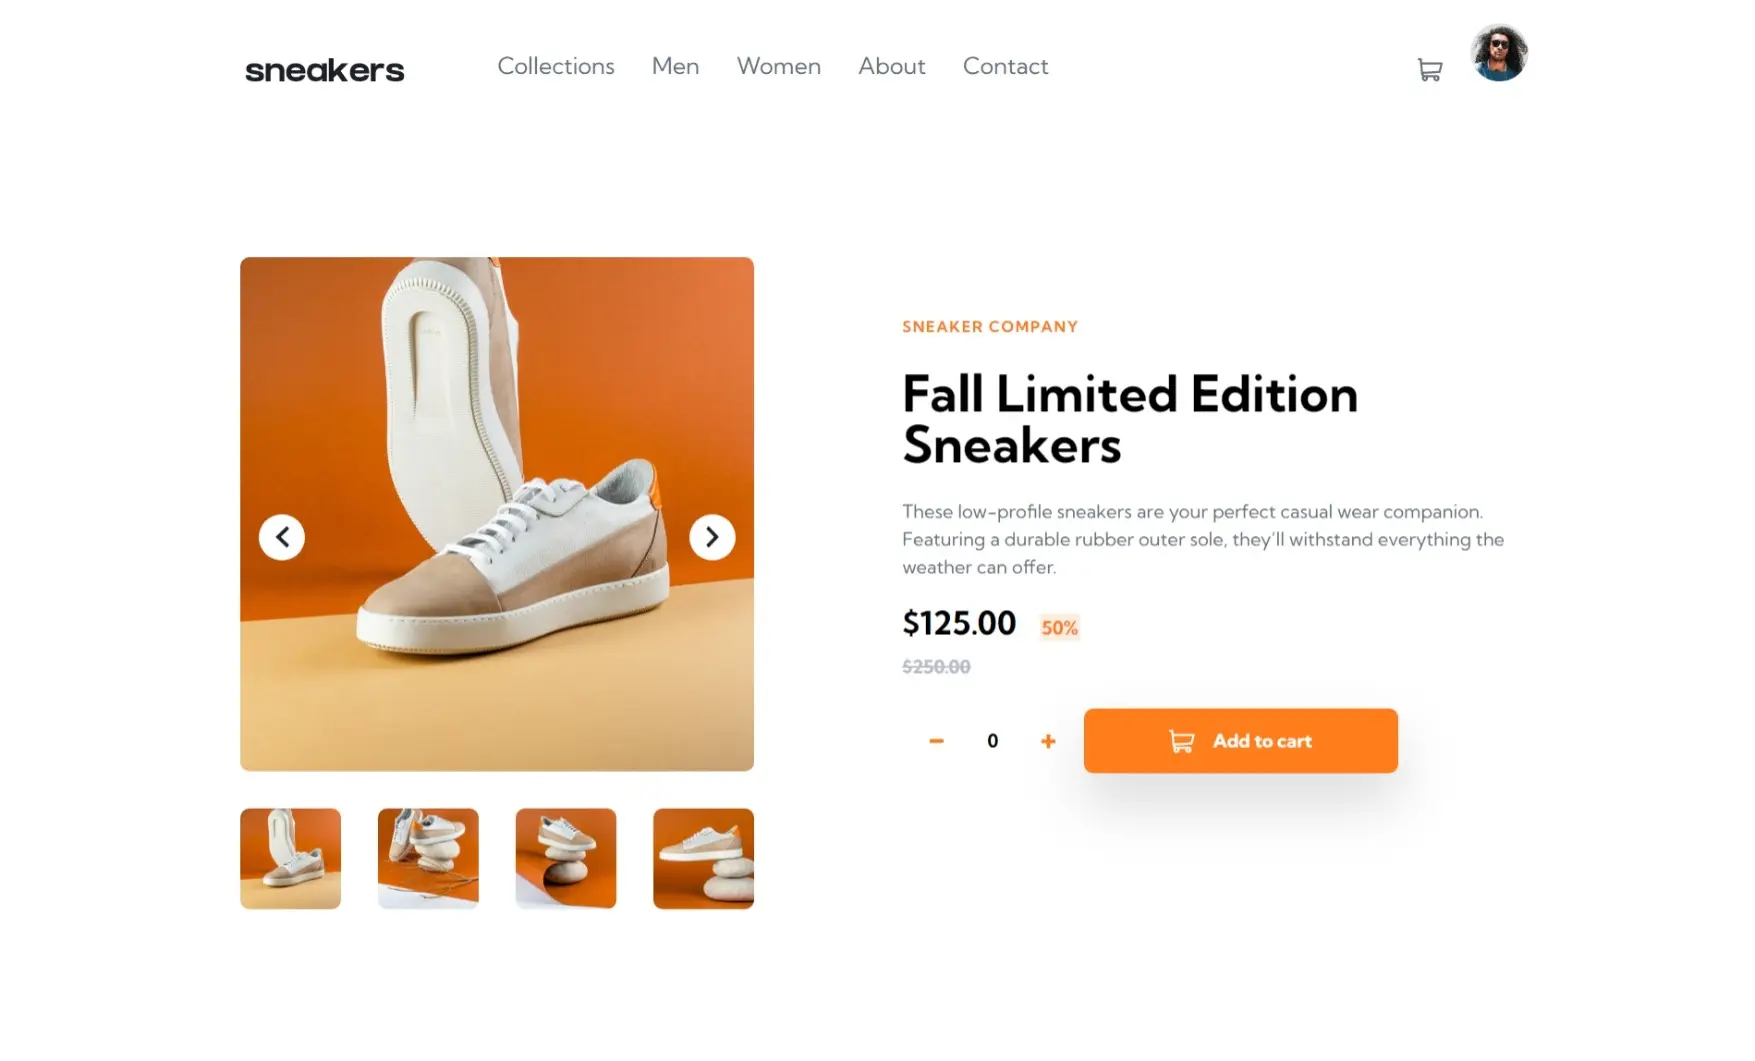 sneakers
Collections Men Women About Contact
SNEAKER COMPANY
Fall Limited Edition
Sneakers
These low-profile sneakers are your perfect casual wear companion.
Featuring a durable rubber outer sole, they’ll withstand everything the
weather can offer.
$125.00 50%
$250.00
- 0 + Add to cart